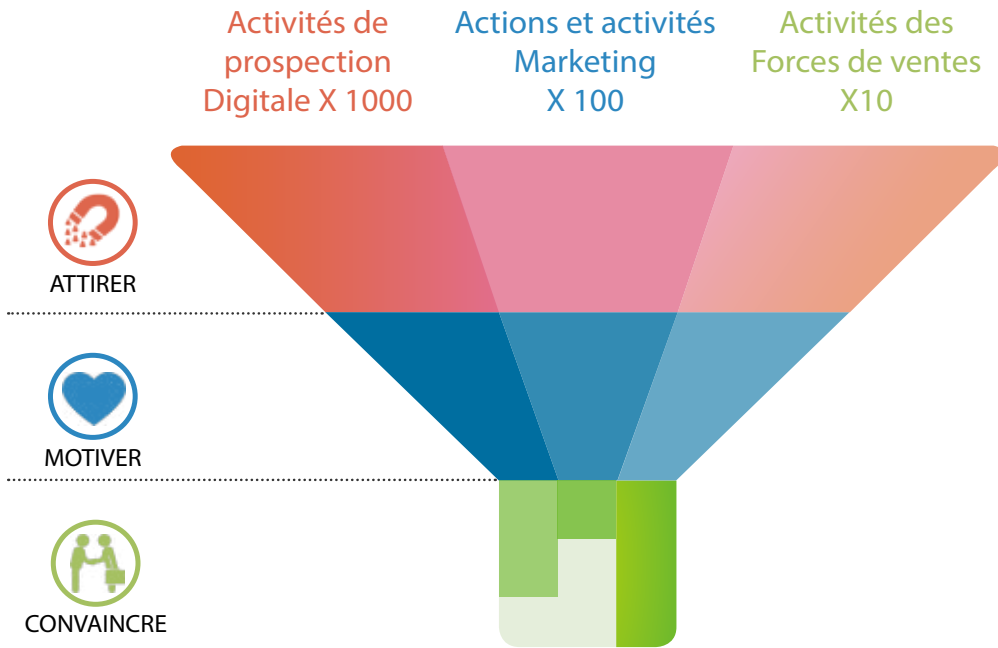 Activités de
prospection
Digitale X 1000
Actions et activités
Marketing
X 100
Activités des
Forces de ventes
X10
ATTIRER
MOTIVER
CONVAINCRE